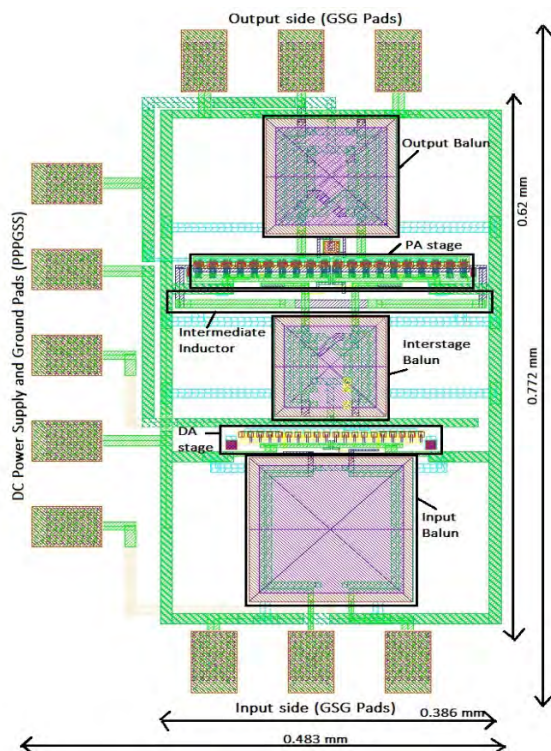 Output side (GSG Pads)
Output Balun
PA stage
Intermediate
Inductor
Interstage
Balun
DA
stage
Input
Balun
DC Power Supply and Ground Pads (PPPGSS)
0.62 mm
0.772 mm
Input side (GSG Pads)
0.386 mm
0.483 mm